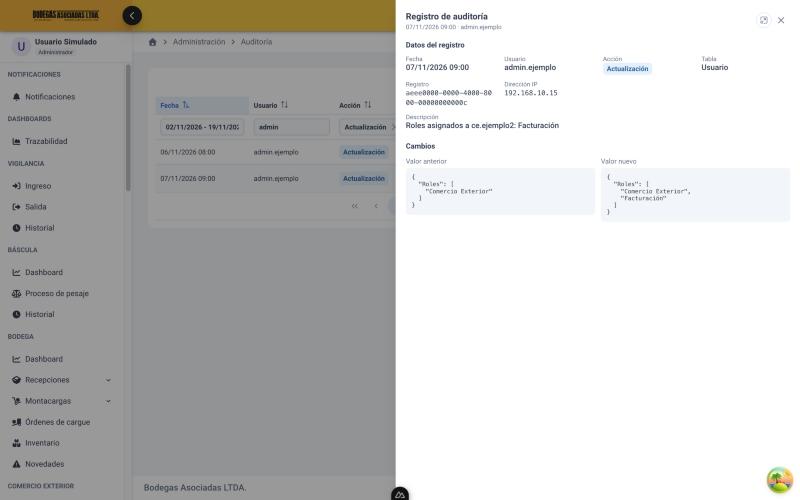 BODEGAS ASOCIADAS LTDA.
U
Usuario Simulado
Administrador
NOTIFICACIONES
Notificaciones
DASHBOARDS
Trazabilidad
VIGILANCIA
Ingreso
Salida
Historial
BÁSCULA
Dashboard
Proceso de pesaje
Historial
BODEGA
Dashboard
Recepciones
Montacargas
Órdenes de cargue
Inventario
Novedades
COMERCIO EXTERIOR
Administración
Auditoría
Fecha
Usuario
Acción
02/11/2026 - 19/11/202
admin
Actualización
06/11/2026 08:00
admin.ejemplo
Actualización
07/11/2026 09:00
admin.ejemplo
Actualización
Bodegas Asociadas LTDA.
Registro de auditoría
07/11/2026 09:00 · admin.ejemplo
Datos del registro
Fecha
Usuario
Acción
Tabla
07/11/2026 09:00
admin.ejemplo
Actualización
Usuario
Registro
Dirección IP
aeee0000-0000-4000-80
00-00000000000c
192.168.10.15
Descripción
Roles asignados a ce.ejemplo2: Facturación
Cambios
Valor anterior
{
"Roles": [
"Comercio Exterior"
]
}
Valor nuevo
{
"Roles": [
"Comercio Exterior",
"Facturación"
]
}